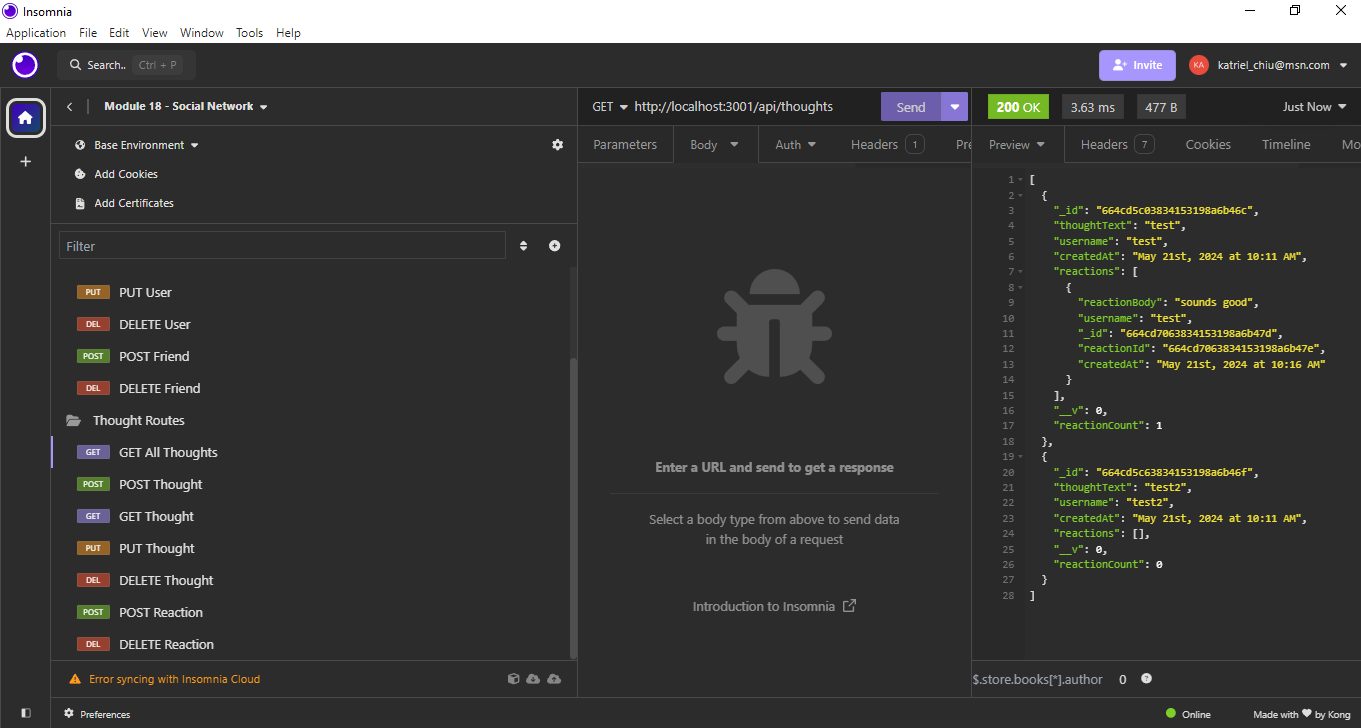 Insomnia
Application File Edit View Window Tools Help
Search.. Ctrl + P
Invite
KA
katriel_chiu@msn.com
Module 18 - Social Network
Base Environment
Add Cookies
Add Certificates
Filter
PUT PUT User
DEL DELETE User
POST POST Friend
DEL DELETE Friend
Thought Routes
GET GET All Thoughts
POST POST Thought
GET GET Thought
PUT PUT Thought
DEL DELETE Thought
POST POST Reaction
DEL DELETE Reaction
Error syncing with Insomnia Cloud
GET http://localhost:3001/api/thoughts
Send
Parameters Body Auth Headers 1 Pre
Enter a URL and send to get a response
Select a body type from above to send data
in the body of a request
Introduction to Insomnia
200 OK 3.63 ms 477 B Just Now
Preview Headers 7 Cookies Timeline Mo
1 [
2 {
3 "_id": "664cd5c03834153198a6b46c",
4 "thoughtText": "test",
5 "username": "test",
6 "createdAt": "May 21st, 2024 at 10:11 AM",
7 "reactions": [
8 {
9 "reactionBody": "sounds good",
10 "username": "test",
11 "_id": "664cd7063834153198a6b47d",
12 "reactionId": "664cd7063834153198a6b47e",
13 "createdAt": "May 21st, 2024 at 10:16 AM"
14 }
15 ],
16 "__v": 0,
17 "reactionCount": 1
18 },
19 {
20 "_id": "664cd5c63834153198a6b46f",
21 "thoughtText": "test2",
22 "username": "test2",
23 "createdAt": "May 21st, 2024 at 10:11 AM",
24 "reactions": [],
25 "__v": 0,
26 "reactionCount": 0
27 }
28 ]
$.store.books[*].author 0 ?
Preferences
Online
Made with ♥ by Kong